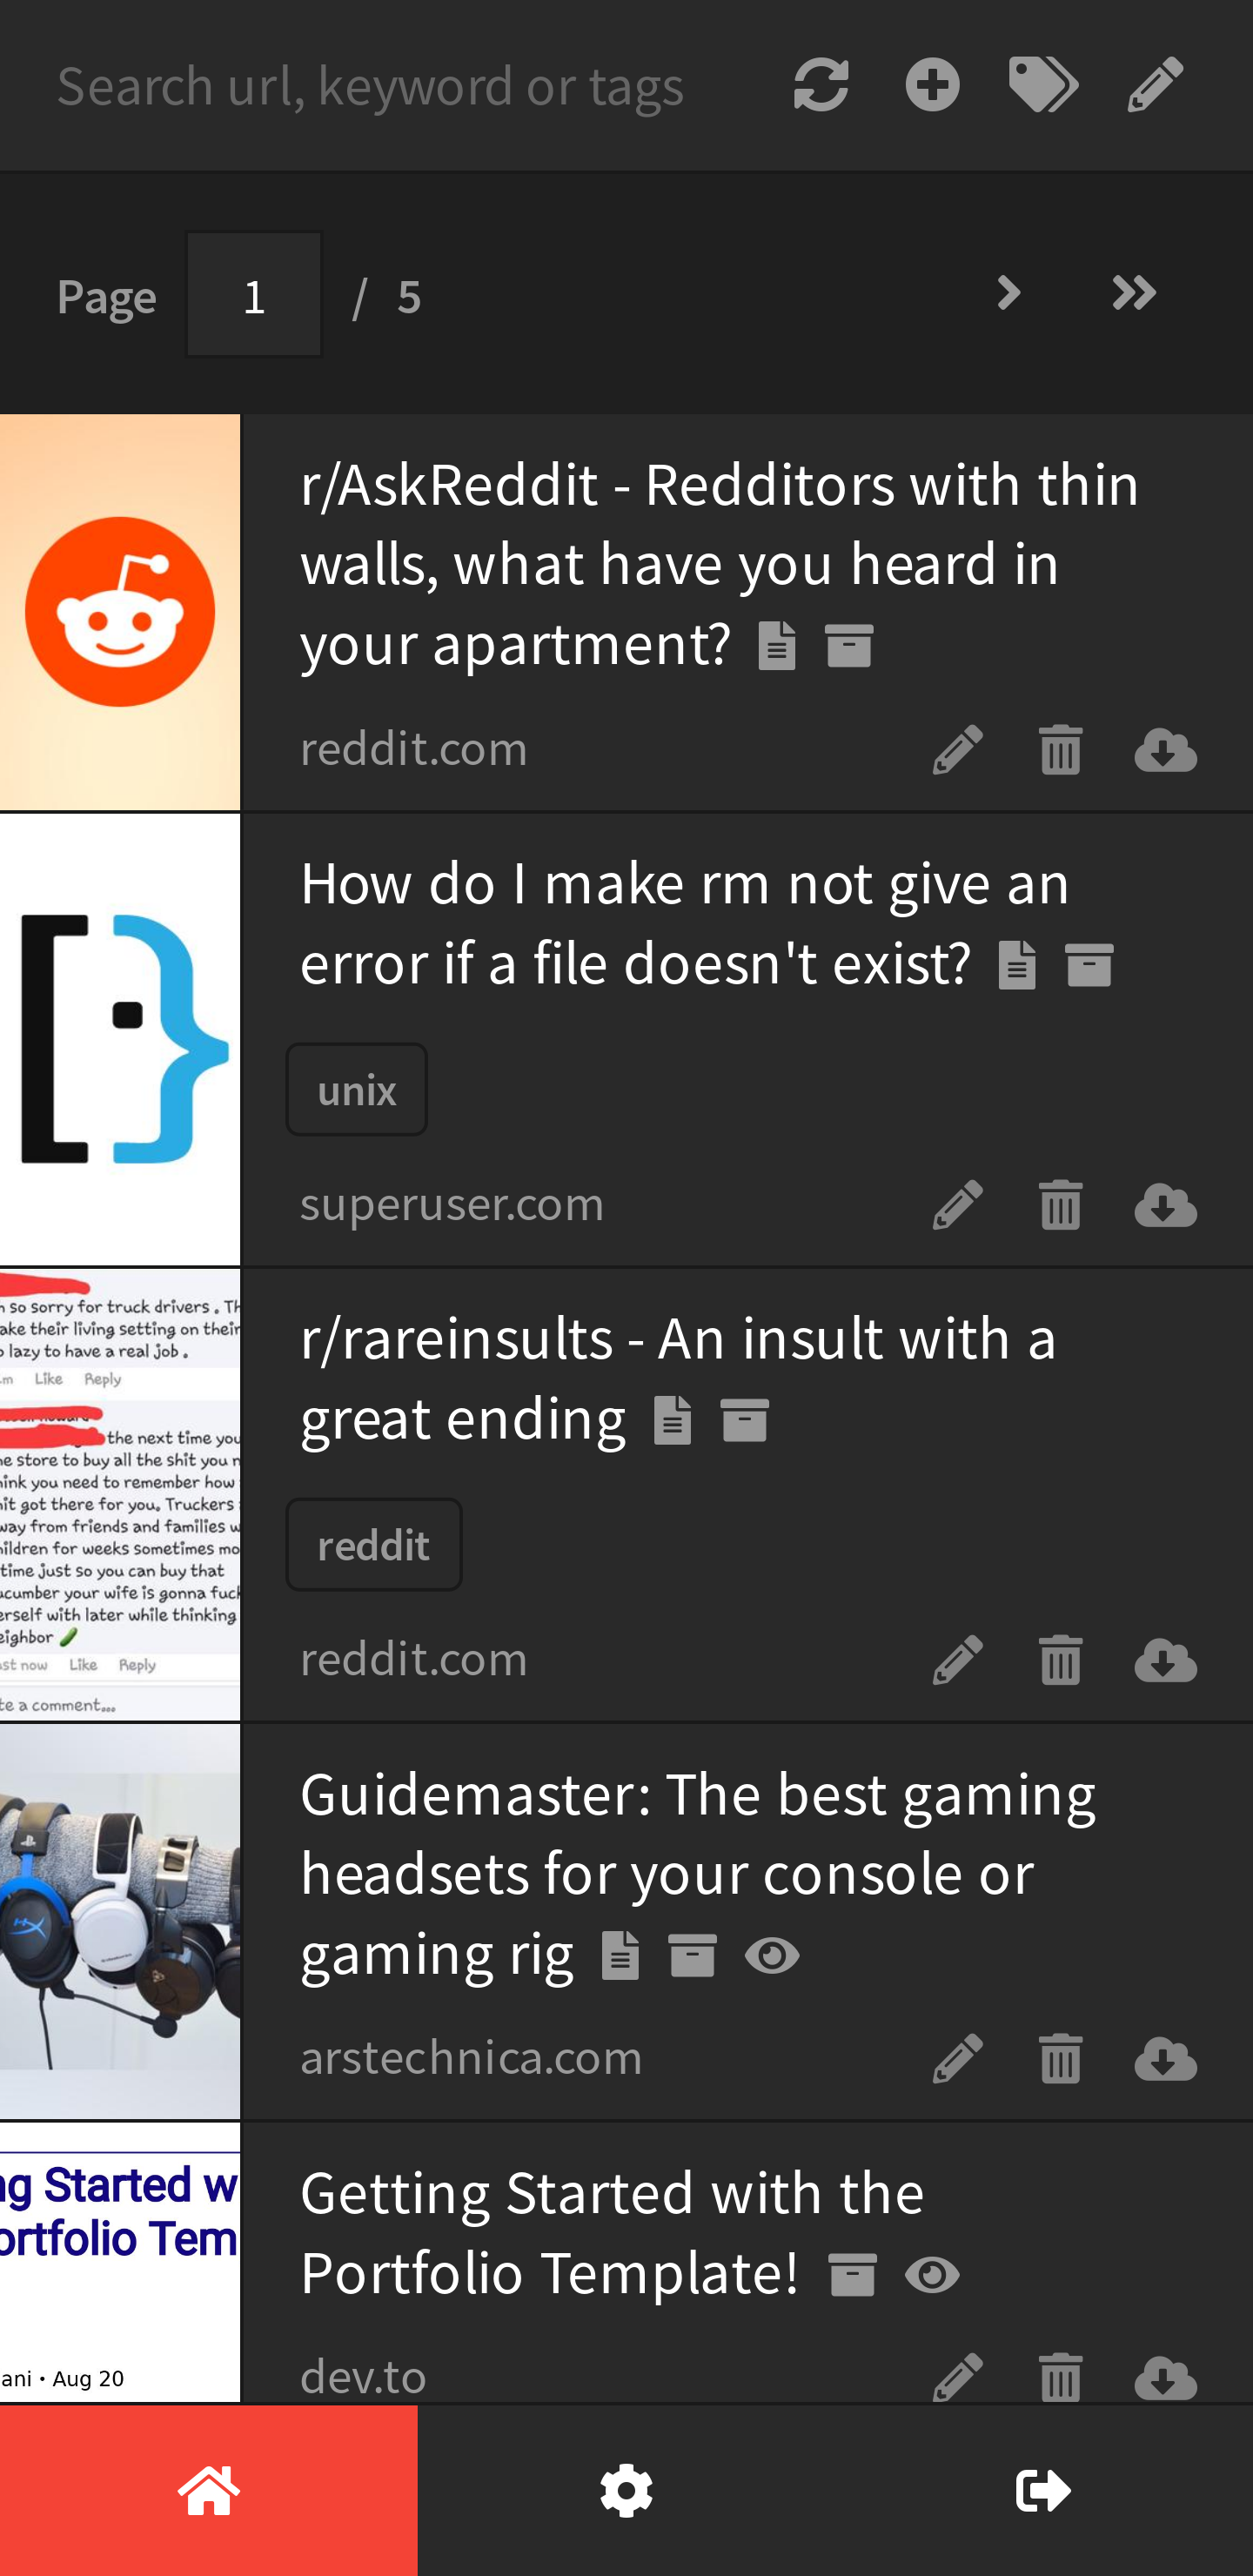 Search url, keyword or tags
Page 1 / 5
r/AskReddit - Redditors with thin
walls, what have you heard in
your apartment?
reddit.com
How do I make rm not give an
error if a file doesn't exist?
unix
superuser.com
so sorry for truck drivers . Th
ake their living setting on their
lazy to have a real job .
Like Reply
r/rareinsults - An insult with a
great ending
the next time you
e store to buy all the shit you n
ink you need to remember how
it got there for you. Truckers
way from friends and families w
ildren for weeks sometimes mo
time just so you can buy that
cumber your wife is gonna fuck
erself with later while thinking
eighbor
st now Like Reply
te a comment...
reddit
reddit.com
Guidemaster: The best gaming
headsets for your console or
gaming rig
arstechnica.com
ng Started w
ortfolio Tem
ani • Aug 20
Getting Started with the
Portfolio Template!
dev.to